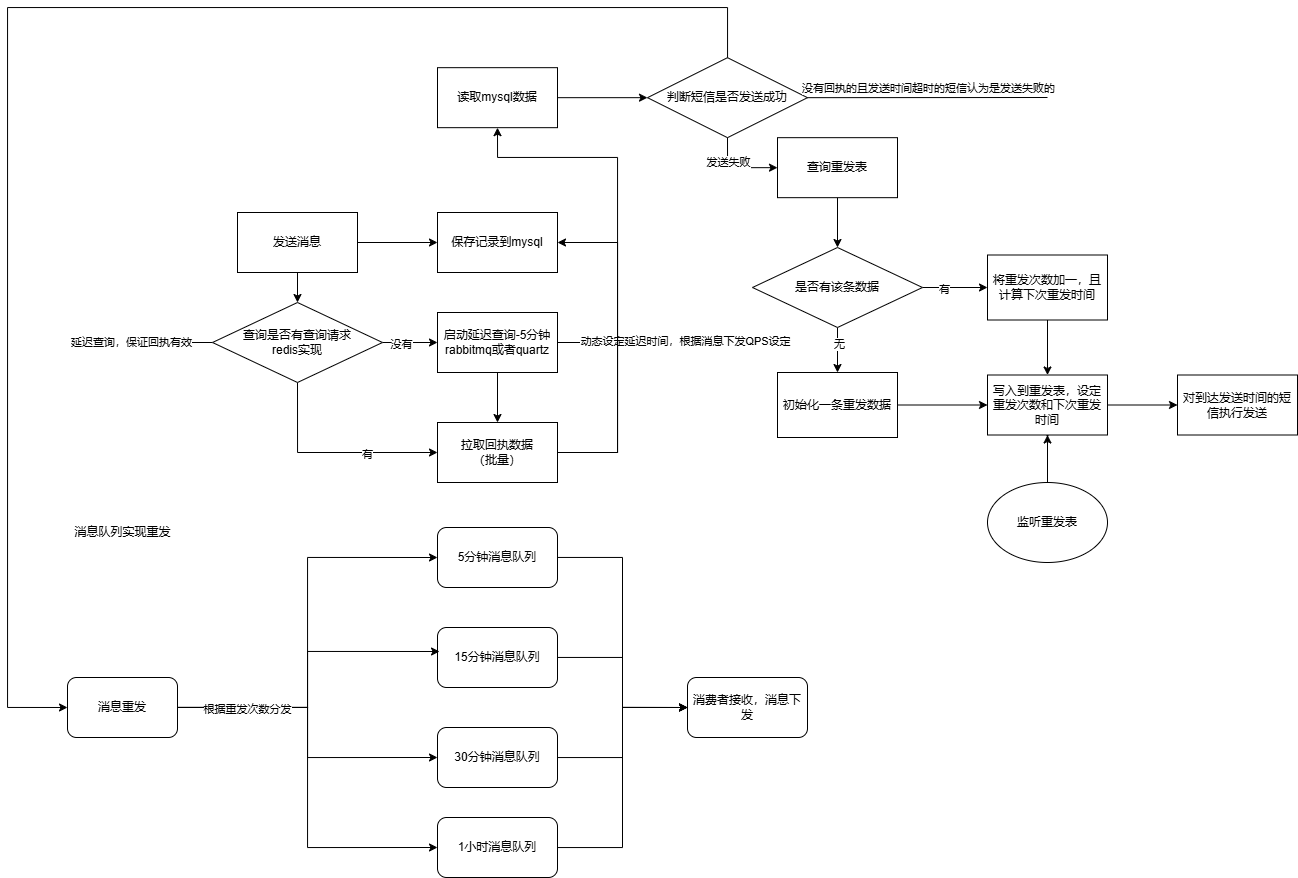 没有回执的且发送时间超时的短信认为是发送失败的
读取mysql数据
判断短信是否发送成功
发送失败
查询重发表
发送消息
保存记录到mysql
是否有该条数据
有
将重发次数加一，且
计算下次重发时间
延迟查询，保证回执有效
查询是否有查询请求
redis实现
没有
启动延迟查询-5分钟
rabbitmq或者quartz
动态设定延迟时间，根据消息下发QPS设定
无
初始化一条重发数据
写入到重发表，设定
重发次数和下次重发
时间
对到达发送时间的短
信执行发送
有
拉取回执数据
（批量）
监听重发表
消息队列实现重发
5分钟消息队列
15分钟消息队列
消息重发
根据重发次数分发
消费者接收，消息下
发
30分钟消息队列
1小时消息队列